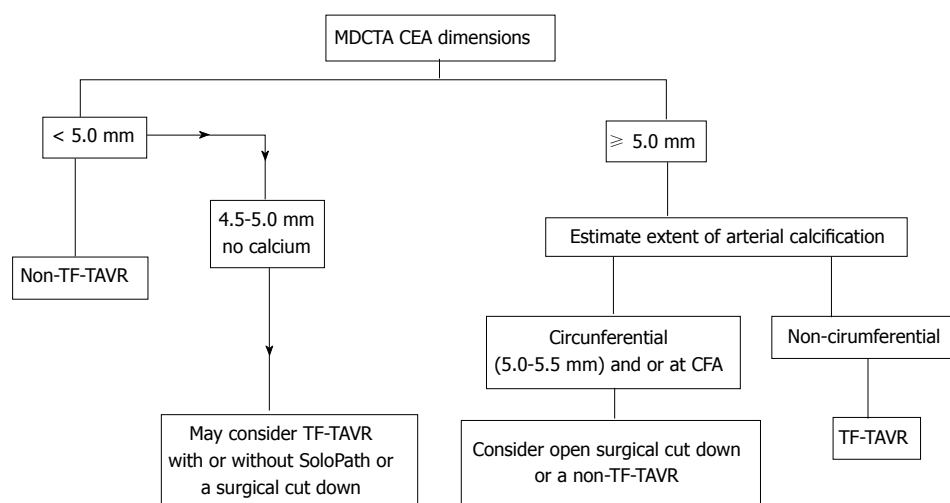 MDCTA CEA dimensions
< 5.0 mm
≥ 5.0 mm
4.5-5.0 mm
no calcium
Estimate extent of arterial calcification
Non-TF-TAVR
Circunferential
(5.0-5.5 mm) and or at CFA
Non-cirumferential
May consider TF-TAVR
with or without SoloPath or
a surgical cut down
Consider open surgical cut down
or a non-TF-TAVR
TF-TAVR